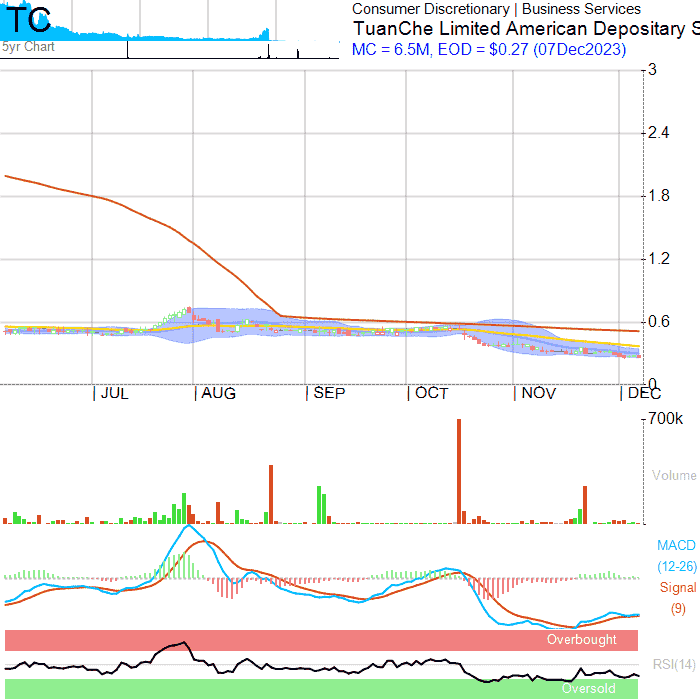 TC
5yr Chart
Consumer Discretionary | Business Services
TuanChe Limited American Depositary S
MC = 6.5M, EOD = $0.27 (07Dec2023)
3
2.4
1.8
1.2
0.6
0
JUL
AUG
SEP
OCT
NOV
DEC
700k
Volume
MACD
(12-26)
Signal
(9)
Overbought
RSI(14)
Oversold